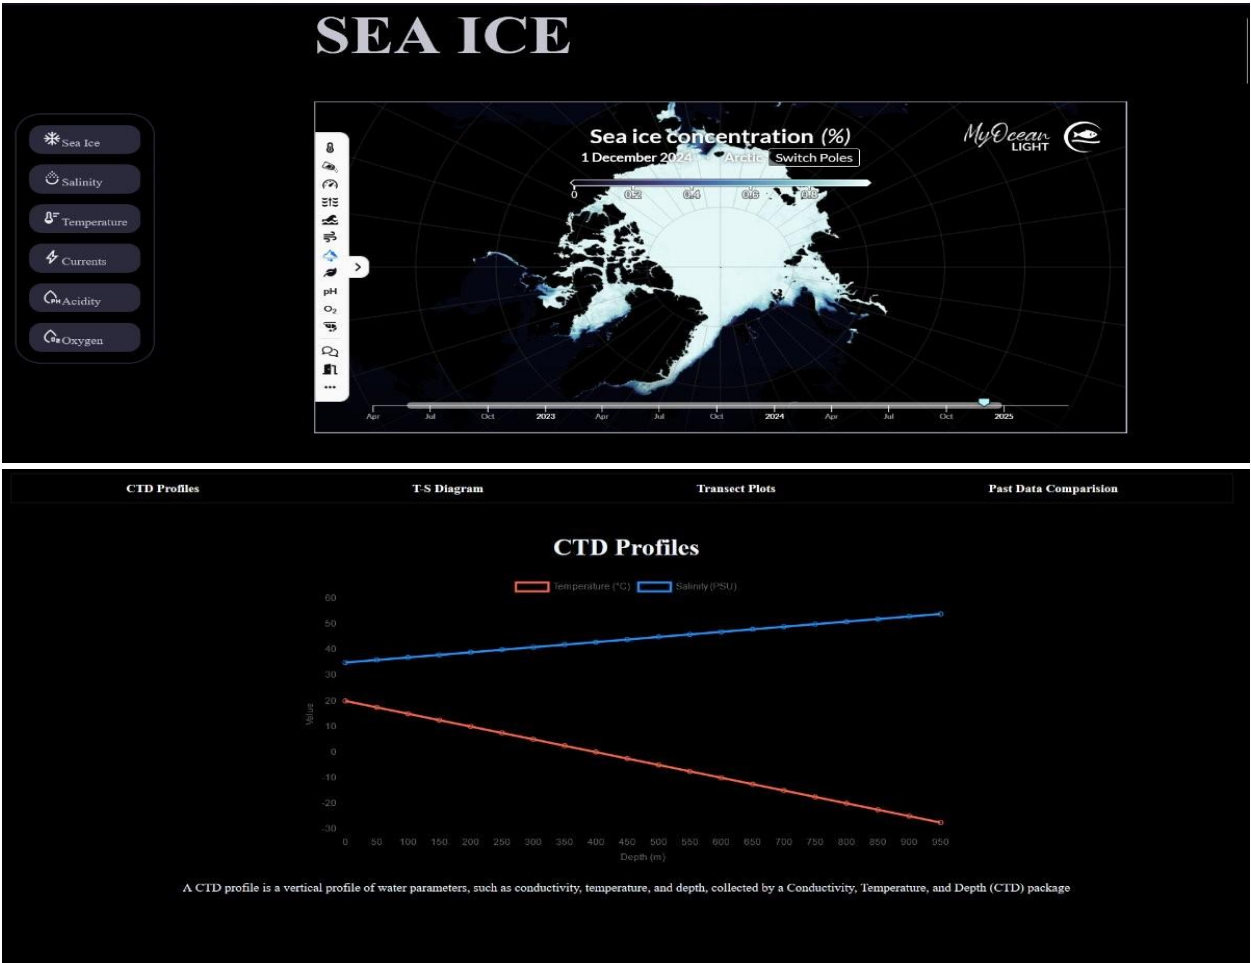 SEA ICE
Sea Ice
Salinity
Temperature
Currents
Acidity
Oxygen
Sea ice concentration (%)
1 December 2024 Arctic Switch Poles
0 0.2 0.4 0.6 0.8
MyOcean
LIGHT
pH
O₂
Apr Jul Oct 2023 Apr Jul Oct 2024 Apr Jul Oct 2025
CTD Profiles T-S Diagram Transect Plots Past Data Comparision
CTD Profiles
Temperature (°C) Salinity (PSU)
60
50
40
30
20
10
0
-10
-20
-30
Value
0 50 100 150 200 250 300 350 400 450 500 550 600 650 700 750 800 850 900 950
Depth (m)
A CTD profile is a vertical profile of water parameters, such as conductivity, temperature, and depth, collected by a Conductivity, Temperature, and Depth (CTD) package